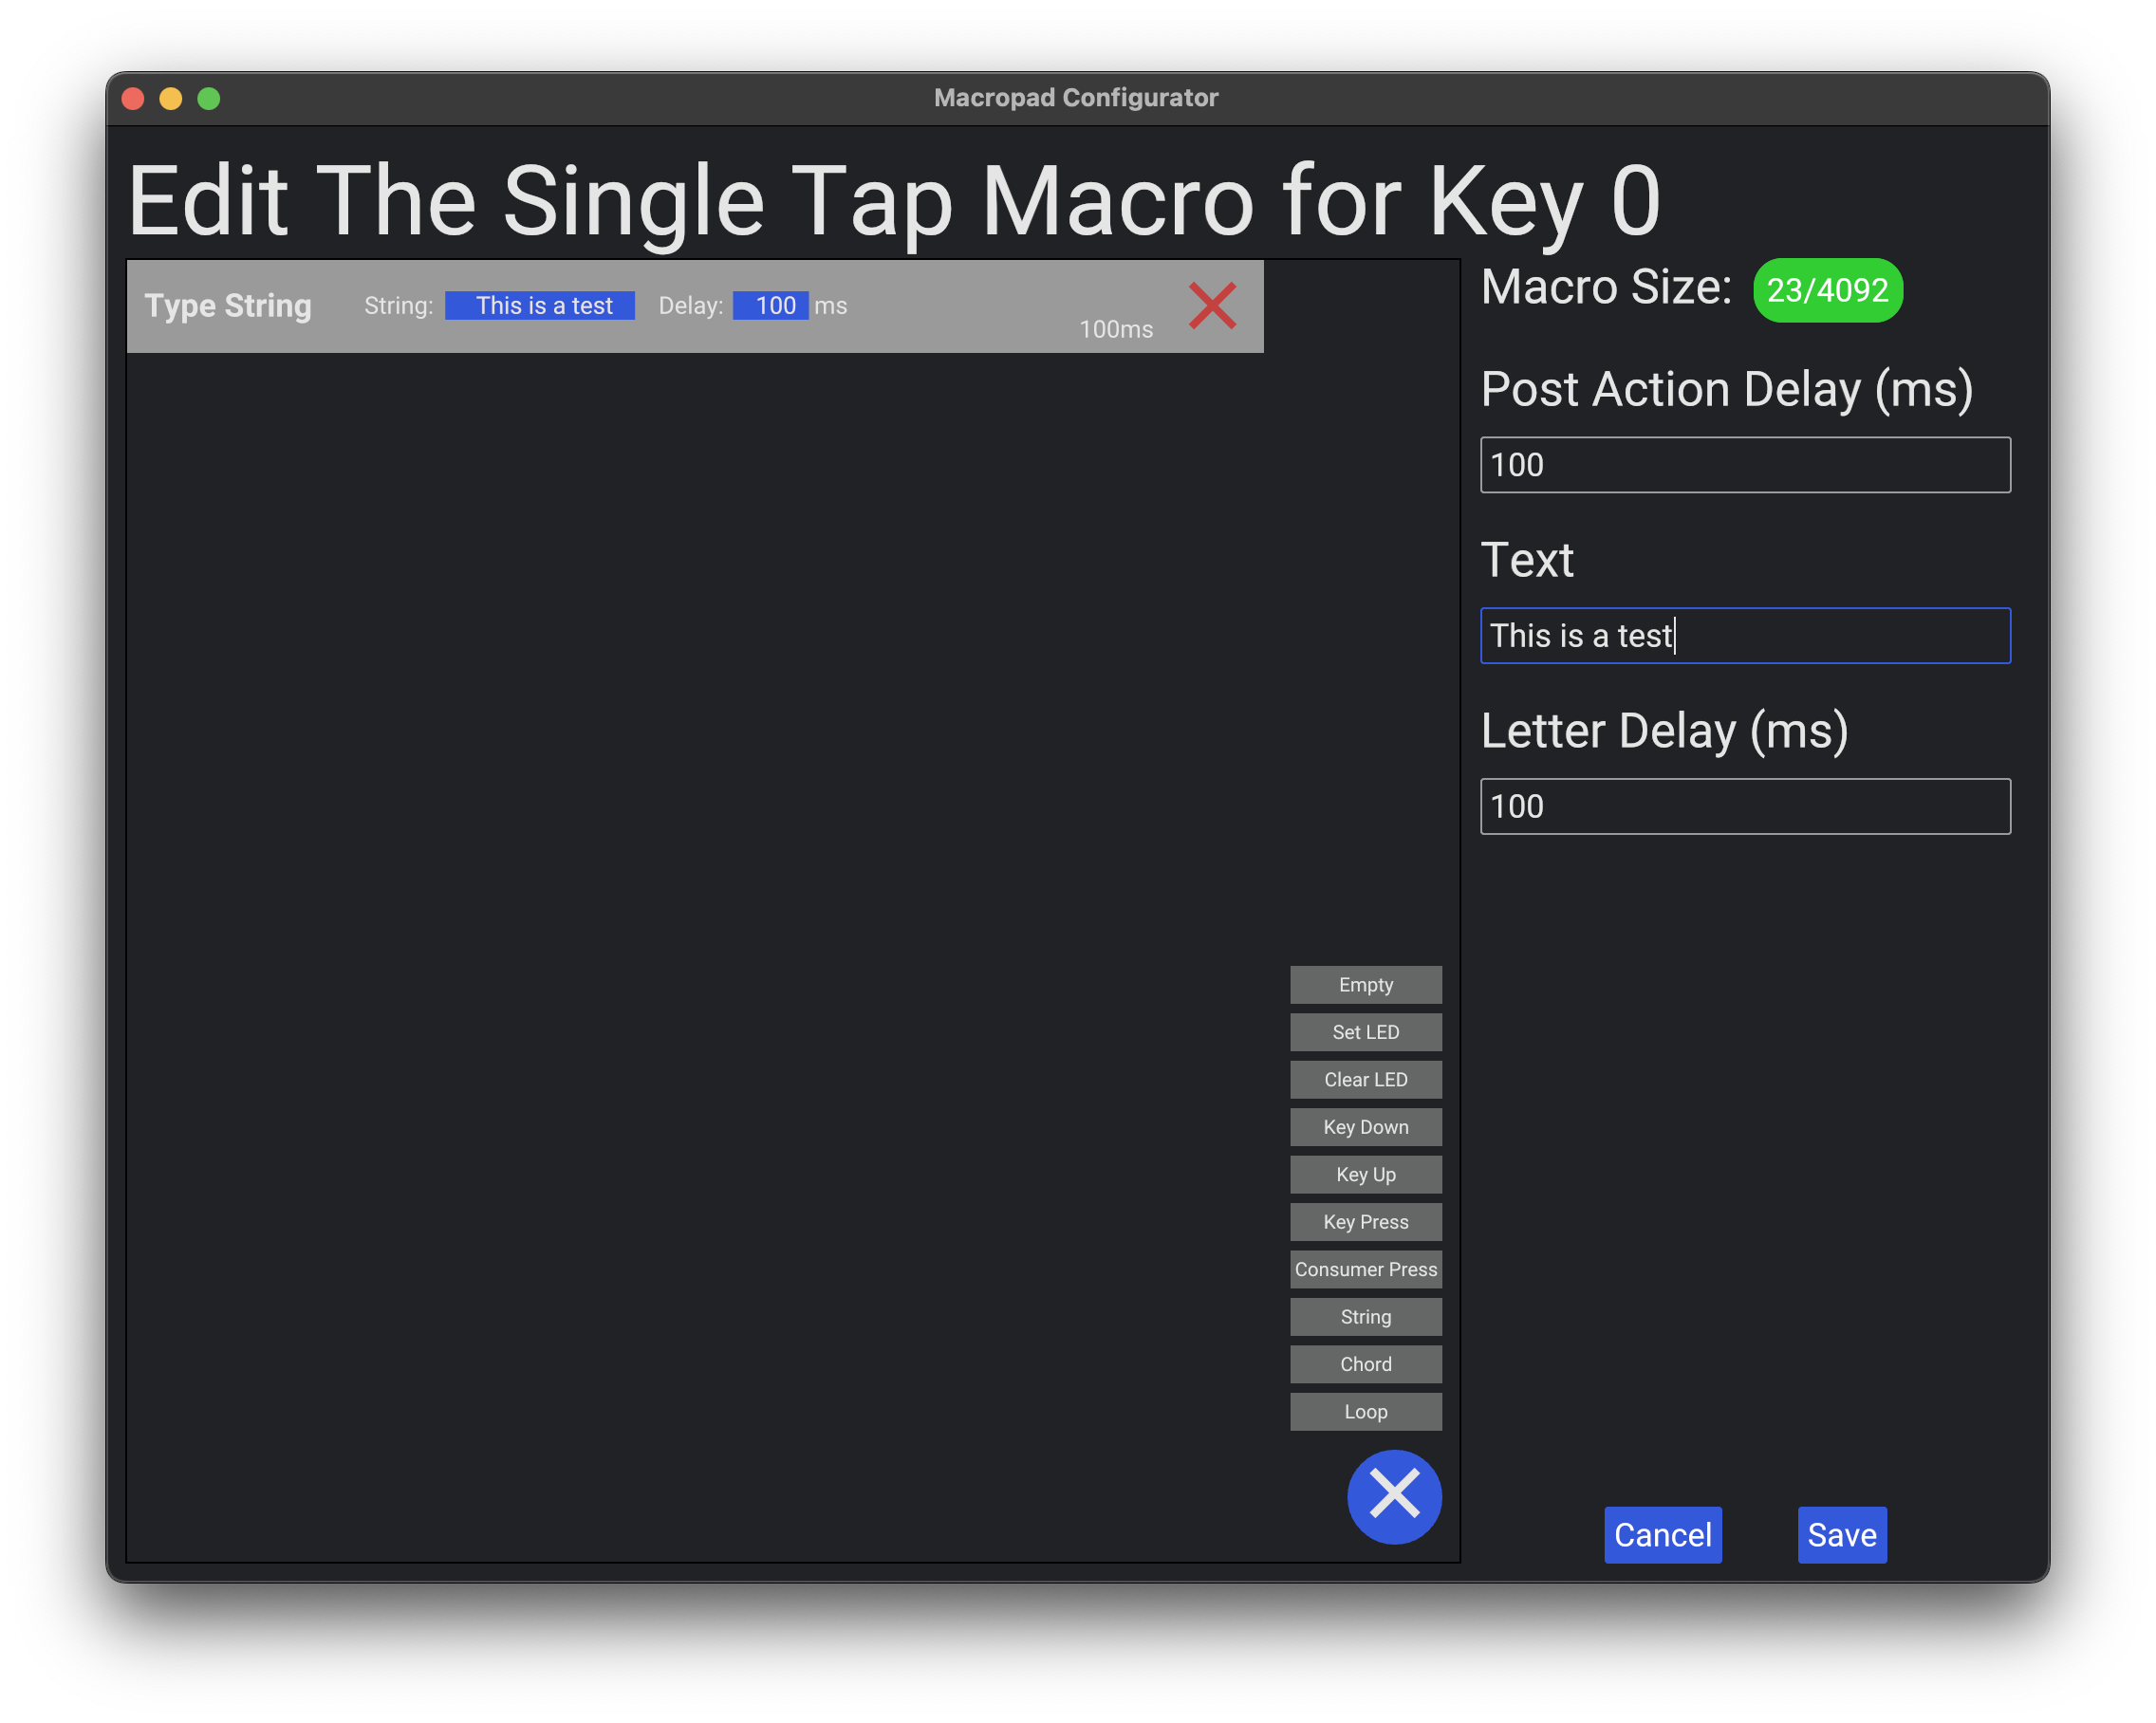 Macropad Configurator
Edit The Single Tap Macro for Key 0
Type String String: This is a test Delay: 100 ms
100ms
Macro Size: 23/4092
Post Action Delay (ms)
100
Text
This is a test
Letter Delay (ms)
100
Empty
Set LED
Clear LED
Key Down
Key Up
Key Press
Consumer Press
String
Chord
Loop
Cancel Save